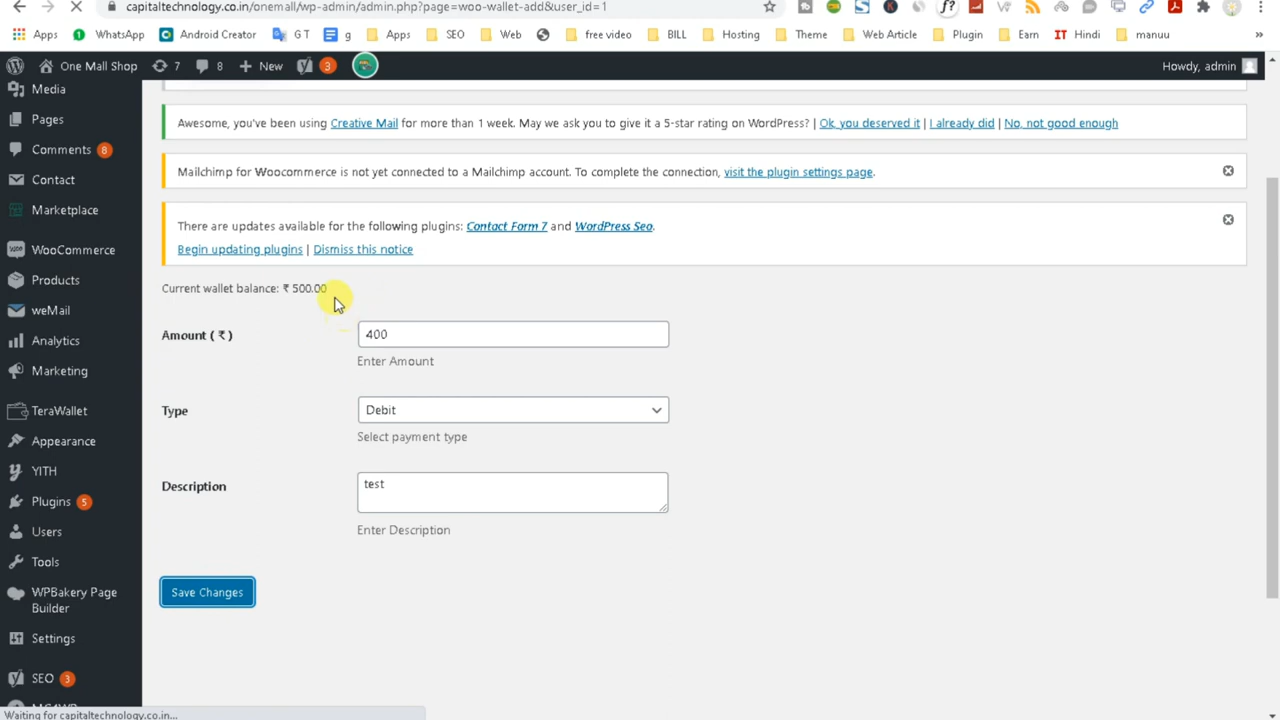 capitaltechnology.co.in/onemall/wp-admin/admin.php?page=woo-wallet-add&user_id=1
Apps WhatsApp Android Creator G T g Apps SEO Web free video BILL Hosting Theme Web Article Plugin Earn IT Hindi manuu »
One Mall Shop 7 8 + New 3 Howdy, admin
Media
Pages
Comments 8
Contact
Marketplace
WooCommerce
Products
weMail
Analytics
Marketing
TeraWallet
Appearance
YITH
Plugins 5
Users
Tools
WPBakery Page
Builder
Settings
SEO 3
Awesome, you've been using Creative Mail for more than 1 week. May we ask you to give it a 5-star rating on WordPress? | Ok, you deserved it | I already did | No, not good enough
Mailchimp for Woocommerce is not yet connected to a Mailchimp account. To complete the connection, visit the plugin settings page.
There are updates available for the following plugins: Contact Form 7 and WordPress Seo.
Begin updating plugins | Dismiss this notice
Current wallet balance: ₹ 500.00
Amount ( ₹ ) 400
Enter Amount
Type Debit
Select payment type
Description test
Enter Description
Save Changes
Waiting for capitaltechnology.co.in...